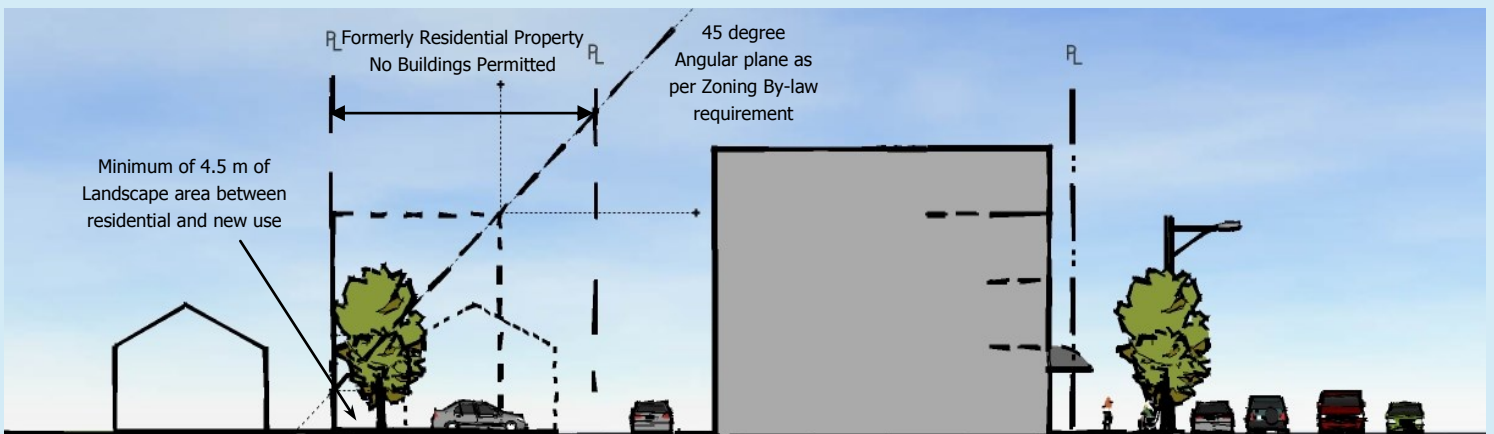 PL
Formerly Residential Property
No Buildings Permitted
PL
45 degree
Angular plane as
per Zoning By-law
requirement
PL
Minimum of 4.5 m of
Landscape area between
residential and new use